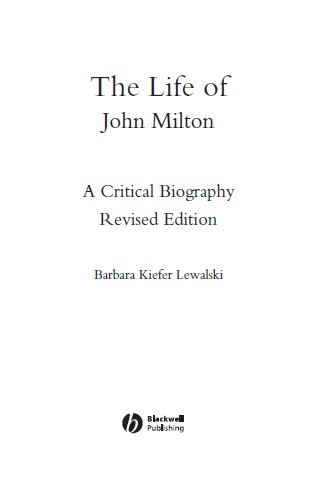 The Life of
John Milton
A Critical Biography
Revised Edition
Barbara Kiefer Lewalski
Blackwell
Publishing